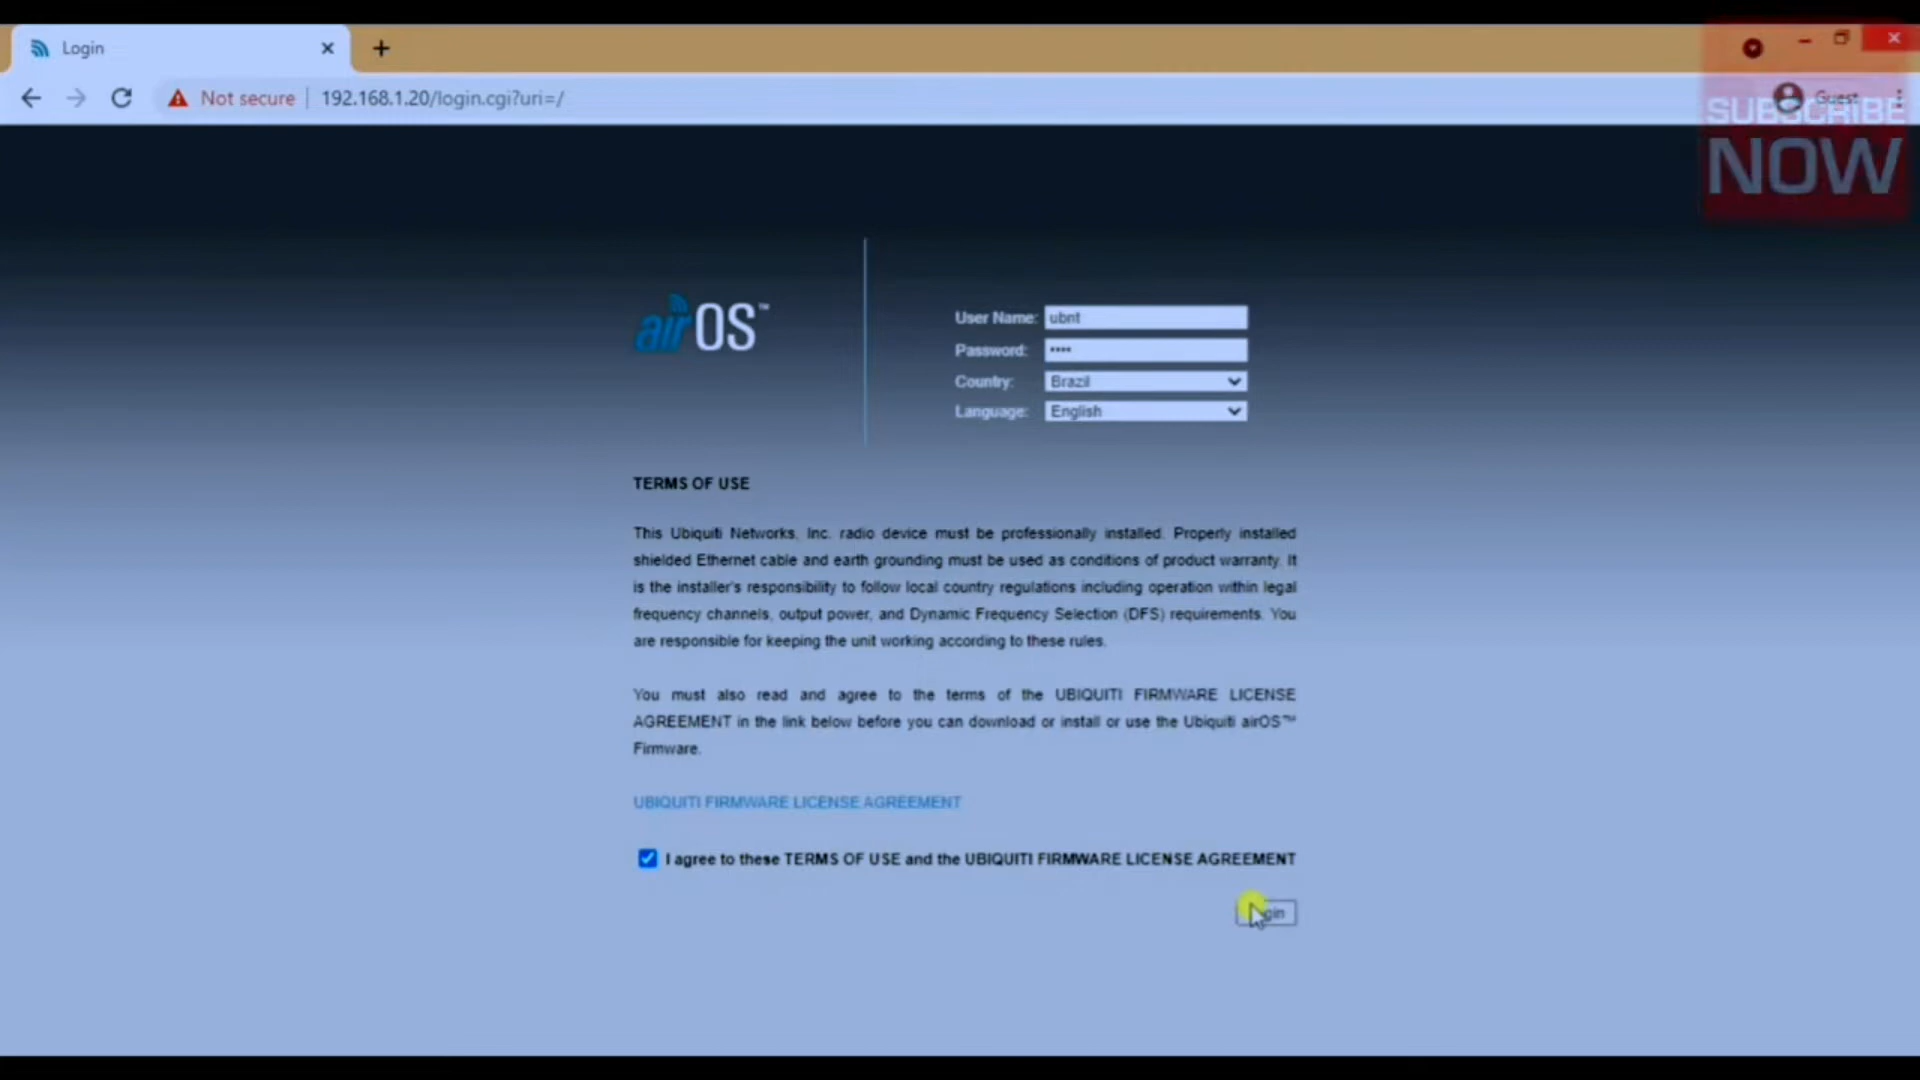 Login
Not secure
192.168.1.20/login.cgi?uri=/
Guest
SUBSCRIBE
NOW
airOS™
User Name: ubnt
Password: ••••
Country: Brazil
Language: English
TERMS OF USE
This Ubiquiti Networks, Inc. radio device must be professionally installed. Properly installed
shielded Ethernet cable and earth grounding must be used as conditions of product warranty. It
is the installer's responsibility to follow local country regulations including operation within legal
frequency channels, output power, and Dynamic Frequency Selection (DFS) requirements. You
are responsible for keeping the unit working according to these rules.
You must also read and agree to the terms of the UBIQUITI FIRMWARE LICENSE
AGREEMENT in the link below before you can download or install or use the Ubiquiti airOS™
Firmware.
UBIQUITI FIRMWARE LICENSE AGREEMENT
I agree to these TERMS OF USE and the UBIQUITI FIRMWARE LICENSE AGREEMENT